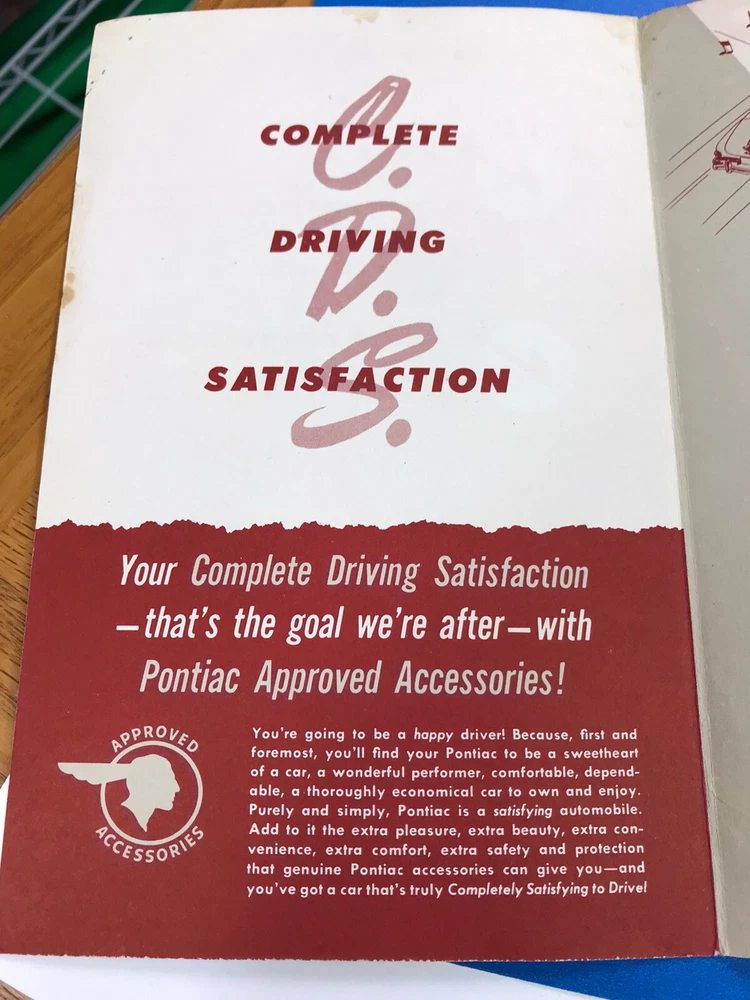 C.
COMPLETE
D.
DRIVING
S.
SATISFACTION
Your Complete Driving Satisfaction
—that's the goal we're after—with
Pontiac Approved Accessories!
APPROVED
ACCESSORIES
You're going to be a happy driver! Because, first and
foremost, you'll find your Pontiac to be a sweetheart
of a car, a wonderful performer, comfortable, depend-
able, a thoroughly economical car to own and enjoy.
Purely and simply, Pontiac is a satisfying automobile.
Add to it the extra pleasure, extra beauty, extra con-
venience, extra comfort, extra safety and protection
that genuine Pontiac accessories can give you—and
you've got a car that's truly Completely Satisfying to Drive!